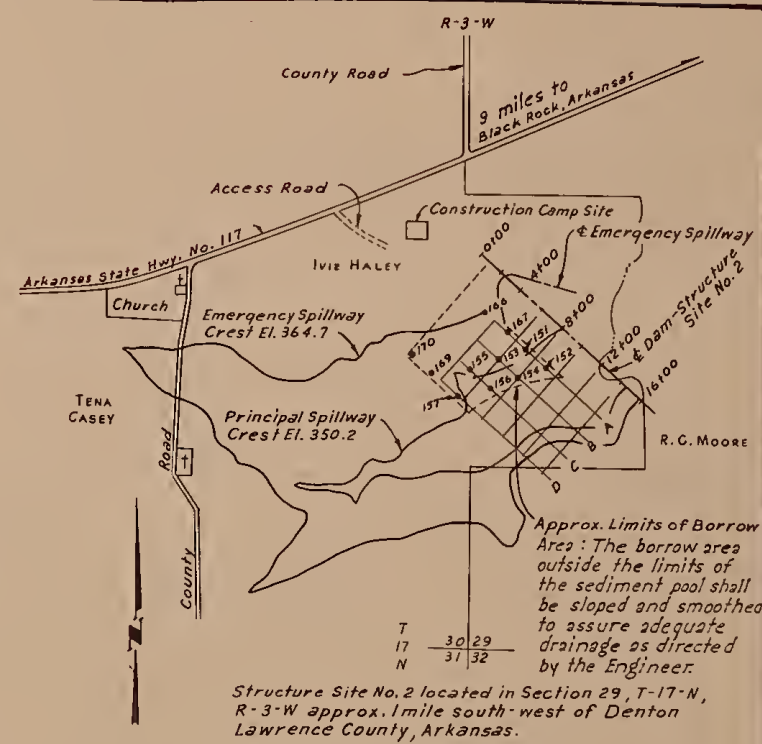 R-3-W
County Road
9 miles to
Black Rock, Arkansas
Access Road
Construction Camp Site
0+00
℄ Emergency Spillway
4+00
Arkansas State Hwy. No. 117
IVIE HALEY
8+00
℄ Dam-Structure
Site No. 2
Church
Emergency Spillway
Crest El. 364.7
166
167
151
12+00
170
169
155
153
152
16+00
156
154
157
TENA
CASEY
Principal Spillway
Crest El. 350.2
A
B
C
D
R. G. MOORE
County Road
Approx. Limits of Borrow
Area: The borrow area
outside the limits of
the sediment pool shall
be sloped and smoothed
to assure adequate
drainage as directed
by the Engineer.
T
17
N
30 29
31 32
Structure Site No. 2 located in Section 29, T-17-N,
R-3-W approx. 1 mile south-west of Denton
Lawrence County, Arkansas.